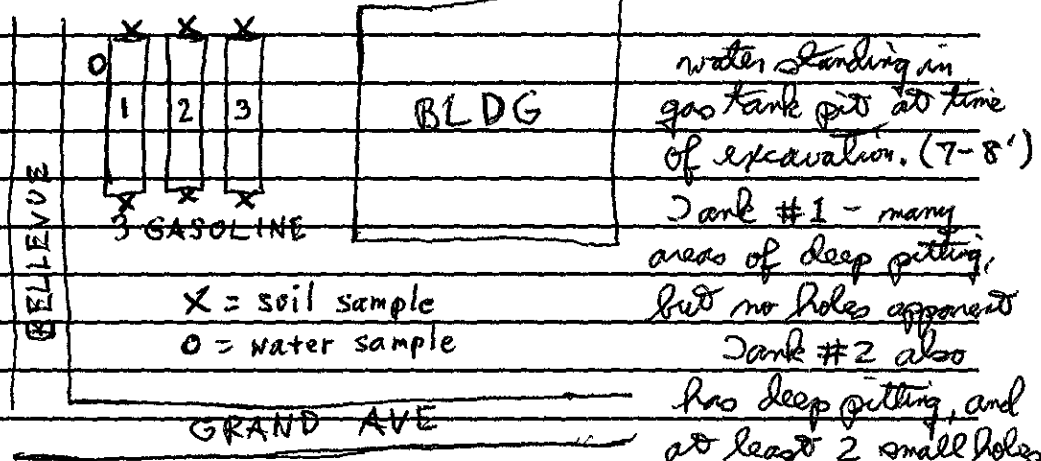 X X X
O
1 2 3
X X X
3 GASOLINE
BLDG
BELLEVUE
X = soil sample
O = water sample
GRAND AVE
water standing in
gas tank pit at time
of excavation. (7-8')
Tank #1 - many
areas of deep pitting,
but no holes apparent
Tank #2 also
has deep pitting, and
at least 2 small holes